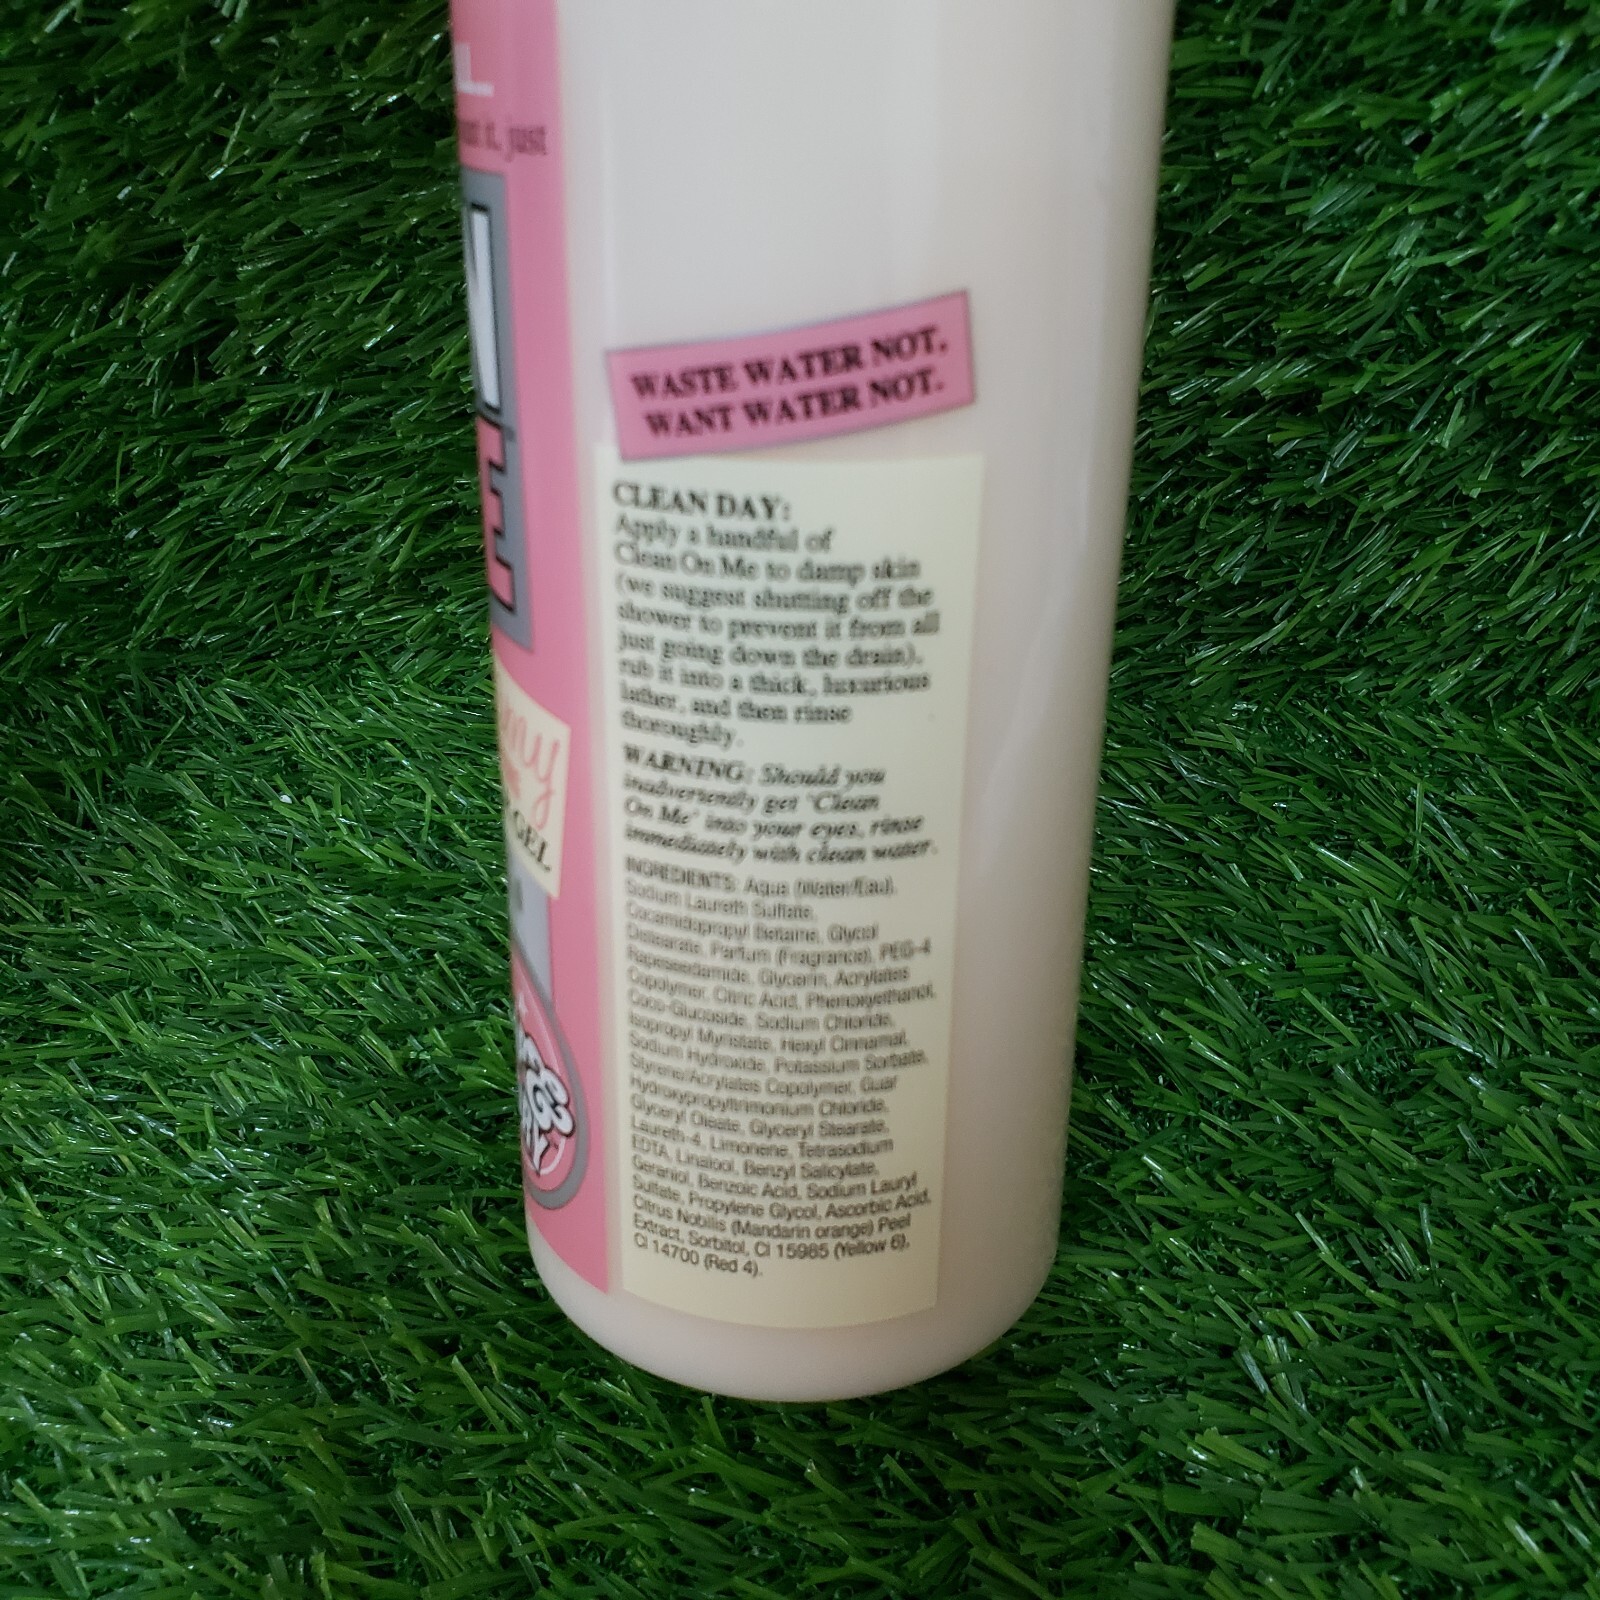 just
N
E
GEL
WASTE WATER NOT,
WANT WATER NOT.
CLEAN DAY:
Apply a handful of
Clean On Me to damp skin
(we suggest shutting off the
shower to prevent it from all
just going down the drain),
rub it into a thick, luxurious
lather, and then rinse
thoroughly.
WARNING: Should you
inadvertently get "Clean
On Me" into your eyes, rinse
immediately with clean water.
INGREDIENTS: Aqua (Water/Eau),
Sodium Laureth Sulfate,
Cocamidopropyl Betaine, Glycol
Distearate, Parfum (Fragrance), PEG-4
Rapeseedamide, Glycerin, Acrylates
Copolymer, Citric Acid, Phenoxyethanol,
Coco-Glucoside, Sodium Chloride,
Isopropyl Myristate, Hexyl Cinnamal,
Sodium Hydroxide, Potassium Sorbate,
Styrene/Acrylates Copolymer, Guar
Hydroxypropyltrimonium Chloride,
Glyceryl Oleate, Glyceryl Stearate,
Laureth-4, Limonene, Tetrasodium
EDTA, Linalool, Benzyl Salicylate,
Geraniol, Benzoic Acid, Sodium Lauryl
Sulfate, Propylene Glycol, Ascorbic Acid,
Citrus Nobilis (Mandarin orange) Peel
Extract, Sorbitol, CI 15985 (Yellow 6),
CI 14700 (Red 4).